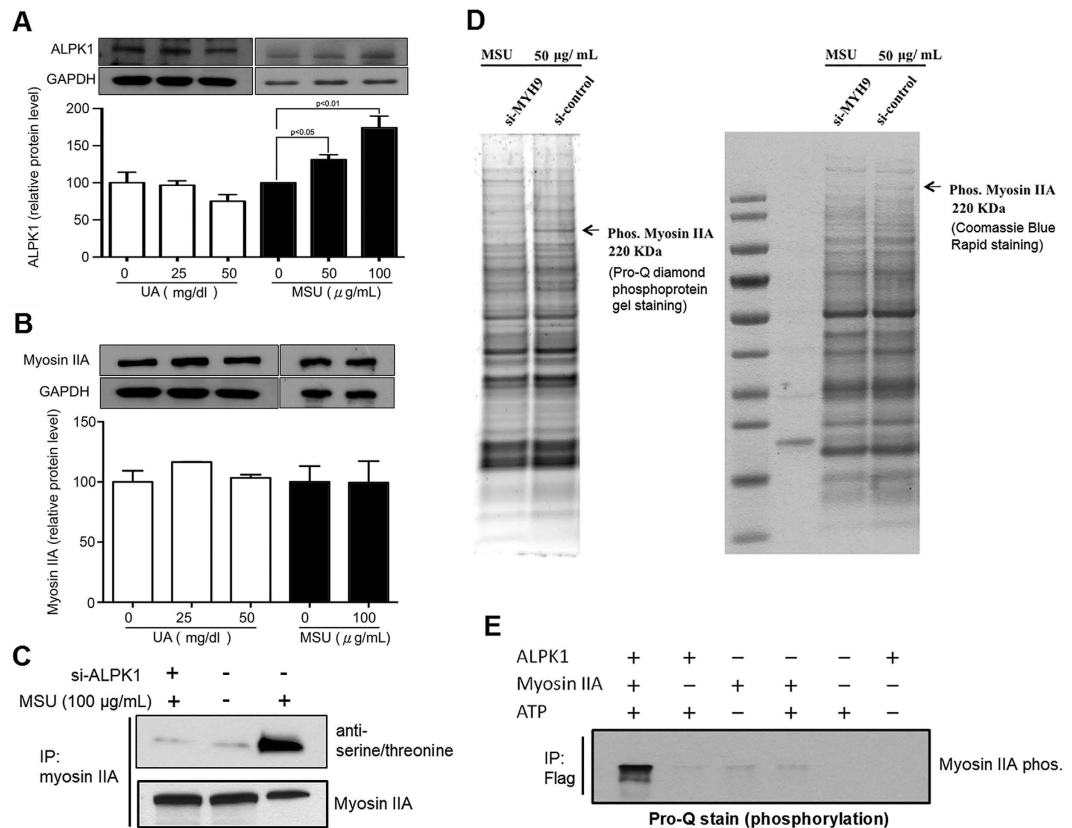 A
ALPK1
GAPDH
ALPK1 (relative protein level)
200
150
100
50
0
p<0.01
p<0.05
0 25 50 0 50 100
UA ( mg/dl ) MSU ( μg/mL)
B
Myosin IIA
GAPDH
Myosin IIA (relative protein level)
150
100
50
0
0 25 50 0 100
UA ( mg/dl ) MSU ( μg/mL)
C
si-ALPK1 + - -
MSU (100 μg/mL) + - +
IP:
myosin IIA
anti-
serine/threonine
Myosin IIA
D
MSU 50 μg/ mL
si-MYH9
si-control
Phos. Myosin IIA
220 KDa
(Pro-Q diamond
phosphoprotein
gel staining)
MSU 50 μg/ mL
si-MYH9
si-control
Phos. Myosin IIA
220 KDa
(Coomassie Blue
Rapid staining)
E
ALPK1 + + − − − +
Myosin IIA + − + + − −
ATP + + − + + −
IP:
Flag
Myosin IIA phos.
Pro-Q stain (phosphorylation)